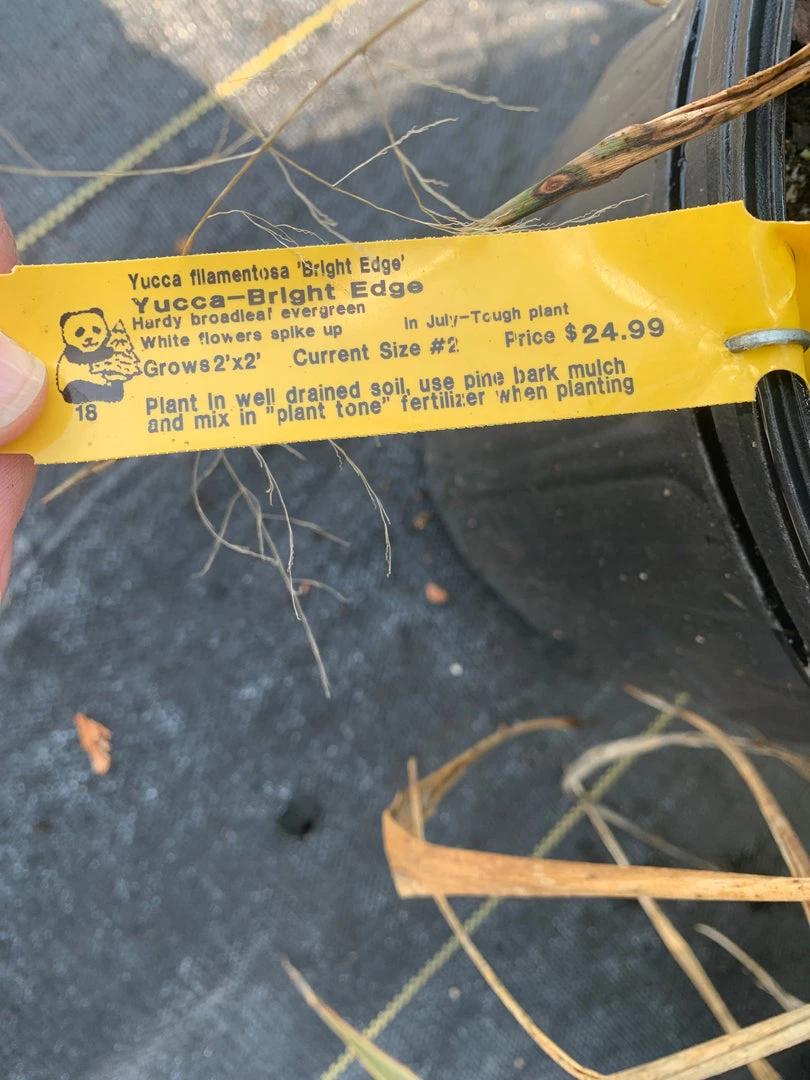 Yucca filamentosa 'Bright Edge'
Yucca-Bright Edge
Hardy broadleaf evergreen
White flowers spike up In July-Tough plant
Grows 2'x2' Current Size #2 Price $24.99
Plant in well drained soil, use pine bark mulch
and mix in "plant tone" fertilizer when planting
18